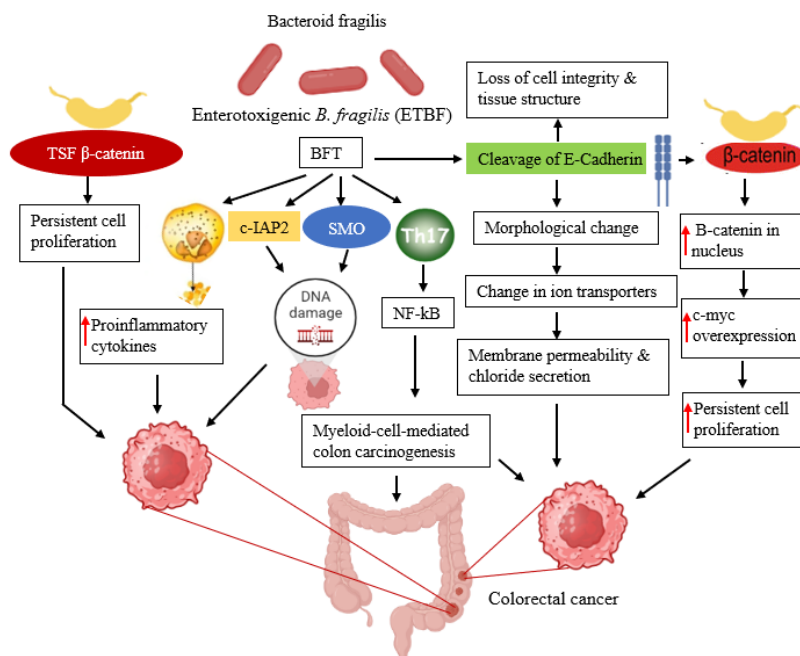 Bacteroid fragilis
Enterotoxigenic B. fragilis (ETBF)
BFT
TSF β-catenin
Persistent cell
proliferation
Proinflammatory
cytokines
c-IAP2
SMO
Th17
DNA
damage
NF-kB
Myeloid-cell-mediated
colon carcinogenesis
Loss of cell integrity &
tissue structure
Cleavage of E-Cadherin
Morphological change
Change in ion transporters
Membrane permeability &
chloride secretion
β-catenin
B-catenin in
nucleus
c-myc
overexpression
Persistent cell
proliferation
Colorectal cancer